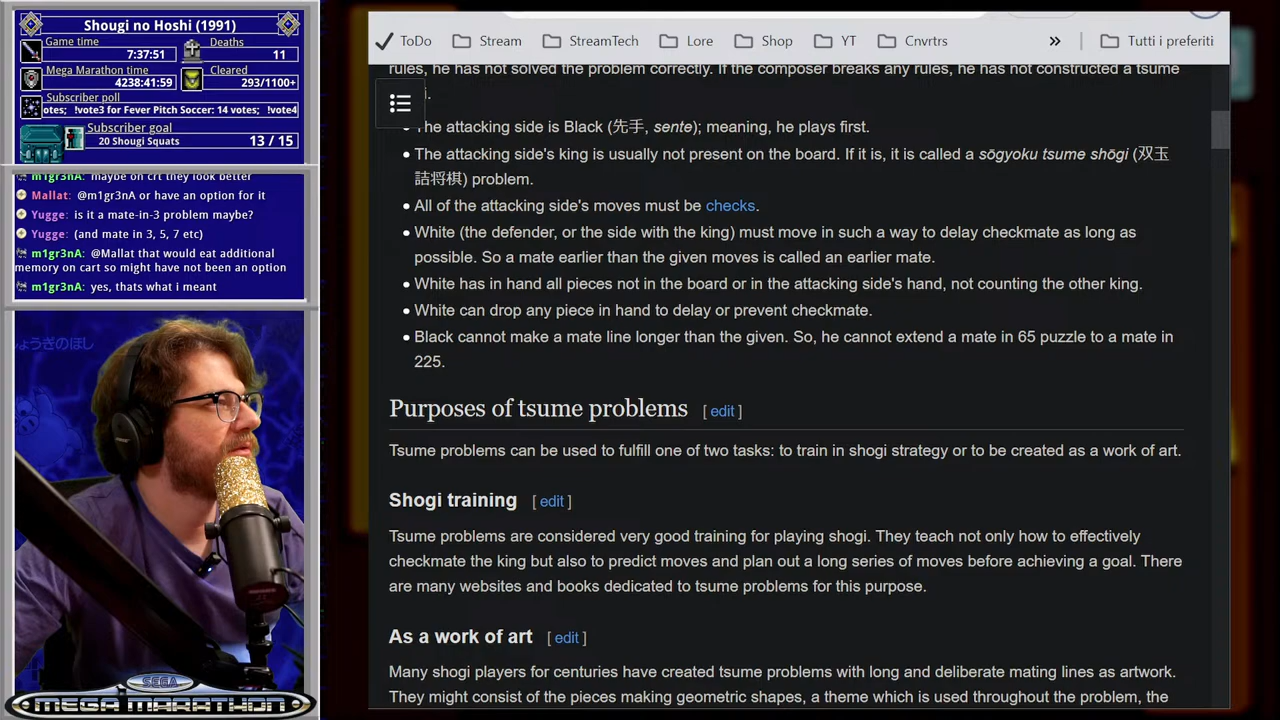 Shougi no Hoshi (1991)
Game time
7:37:51
Deaths
11
Mega Marathon time
4238:41:59
Cleared
293/1100+
Subscriber poll
otes; !vote3 for Fever Pitch Soccer: 14 votes; !vote4
Subscriber goal
20 Shougi Squats
13 / 15
m1gr3nA: maybe on crt they look better
Mallat: @m1gr3nA or have an option for it
Yugge: is it a mate-in-3 problem maybe?
Yugge: (and mate in 3, 5, 7 etc)
m1gr3nA: @Mallat that would eat additional
memory on cart so might have not been an option
m1gr3nA: yes, thats what i meant
ょうぎのほし
SEGA
MEGA MARATHON
ToDo
Stream
StreamTech
Lore
Shop
YT
Cnvrtrs
»
Tutti i preferiti
rules, he has not solved the problem correctly. If the composer breaks any rules, he has not constructed a tsume
i.
The attacking side is Black (先手, sente); meaning, he plays first.
The attacking side's king is usually not present on the board. If it is, it is called a sōgyoku tsume shōgi (双玉
詰将棋) problem.
All of the attacking side's moves must be checks.
White (the defender, or the side with the king) must move in such a way to delay checkmate as long as
possible. So a mate earlier than the given moves is called an earlier mate.
White has in hand all pieces not in the board or in the attacking side's hand, not counting the other king.
White can drop any piece in hand to delay or prevent checkmate.
Black cannot make a mate line longer than the given. So, he cannot extend a mate in 65 puzzle to a mate in
225.
Purposes of tsume problems [ edit ]
Tsume problems can be used to fulfill one of two tasks: to train in shogi strategy or to be created as a work of art.
Shogi training [ edit ]
Tsume problems are considered very good training for playing shogi. They teach not only how to effectively
checkmate the king but also to predict moves and plan out a long series of moves before achieving a goal. There
are many websites and books dedicated to tsume problems for this purpose.
As a work of art [ edit ]
Many shogi players for centuries have created tsume problems with long and deliberate mating lines as artwork.
They might consist of the pieces making geometric shapes, a theme which is used throughout the problem, the